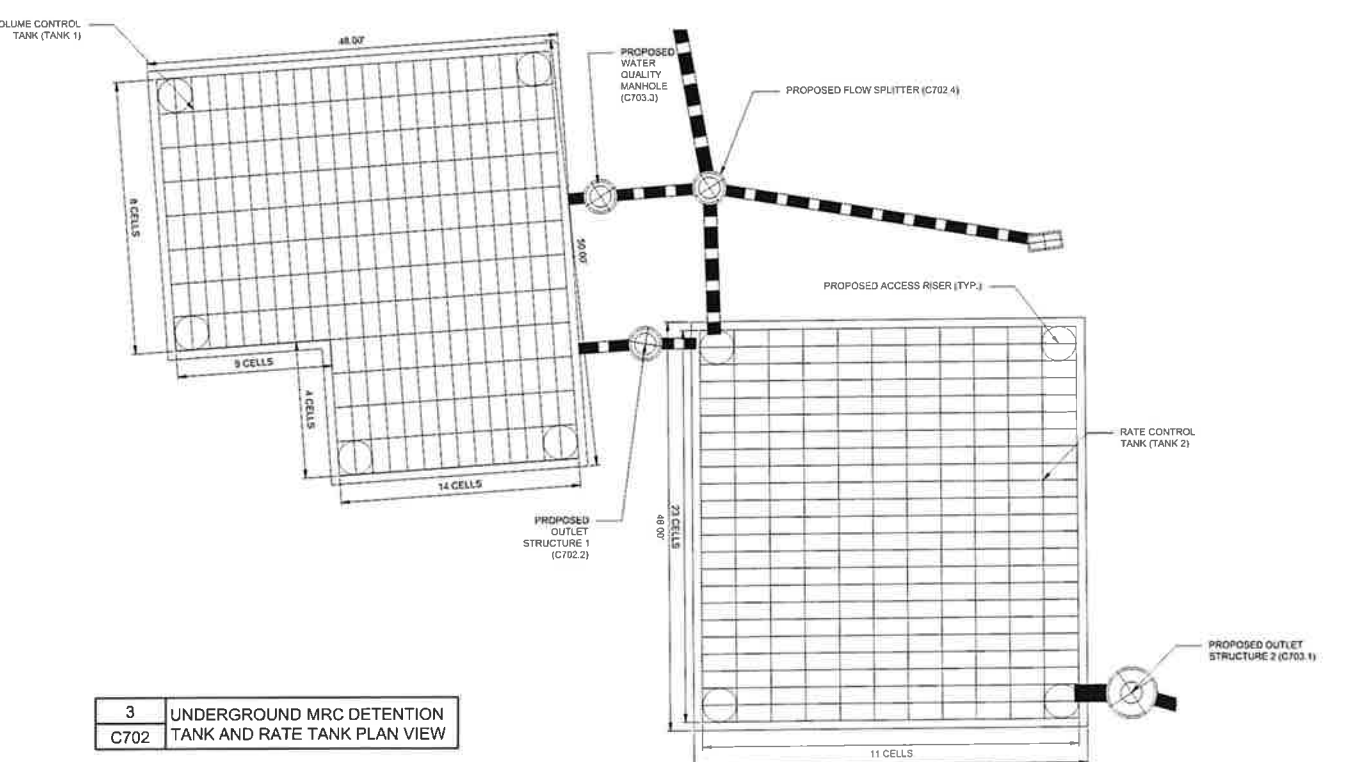 OLUME CONTROL
TANK (TANK 1)
48.00'
PROPOSED
WATER
QUALITY
MANHOLE
(C703.3)
PROPOSED FLOW SPLITTER (C702.4)
8 CELLS
50.00'
PROPOSED ACCESS RISER (TYP.)
9 CELLS
4 CELLS
14 CELLS
RATE CONTROL
TANK (TANK 2)
PROPOSED
OUTLET
STRUCTURE 1
(C702.2)
23 CELLS
48.00'
PROPOSED OUTLET
STRUCTURE 2 (C703.1)
3
C702
UNDERGROUND MRC DETENTION
TANK AND RATE TANK PLAN VIEW
11 CELLS